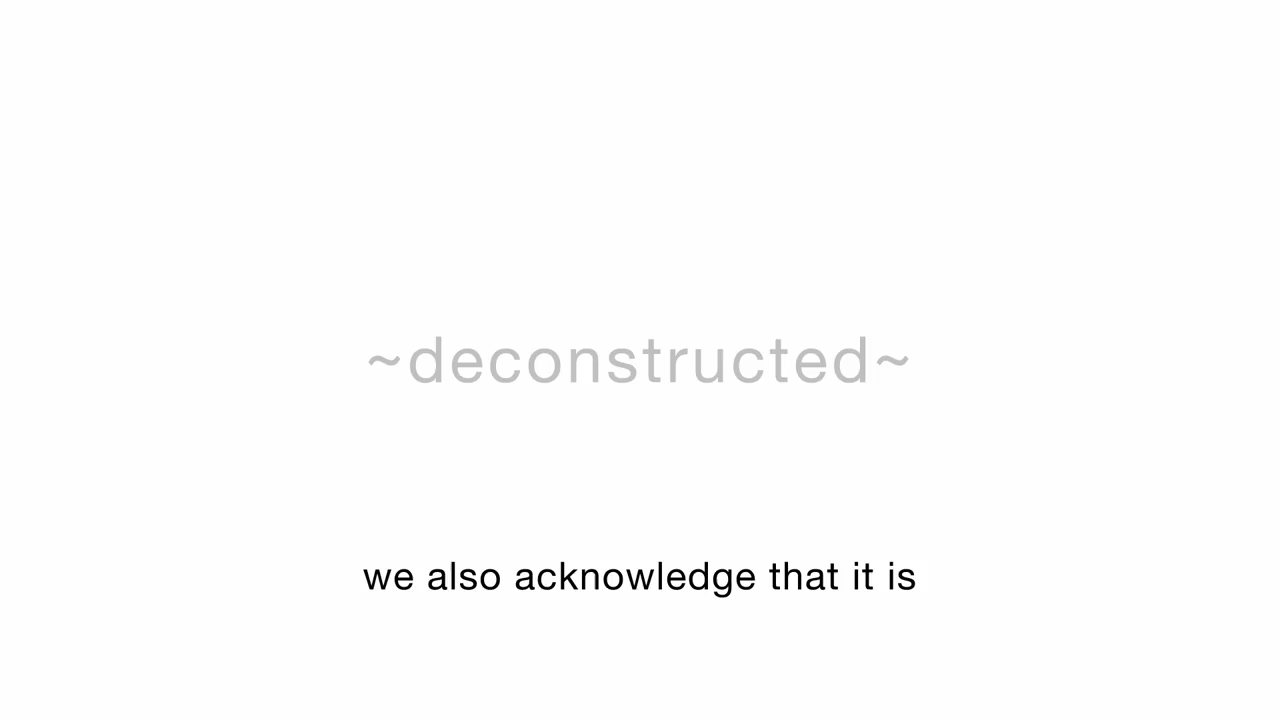 ~deconstructed~
we also acknowledge that it is